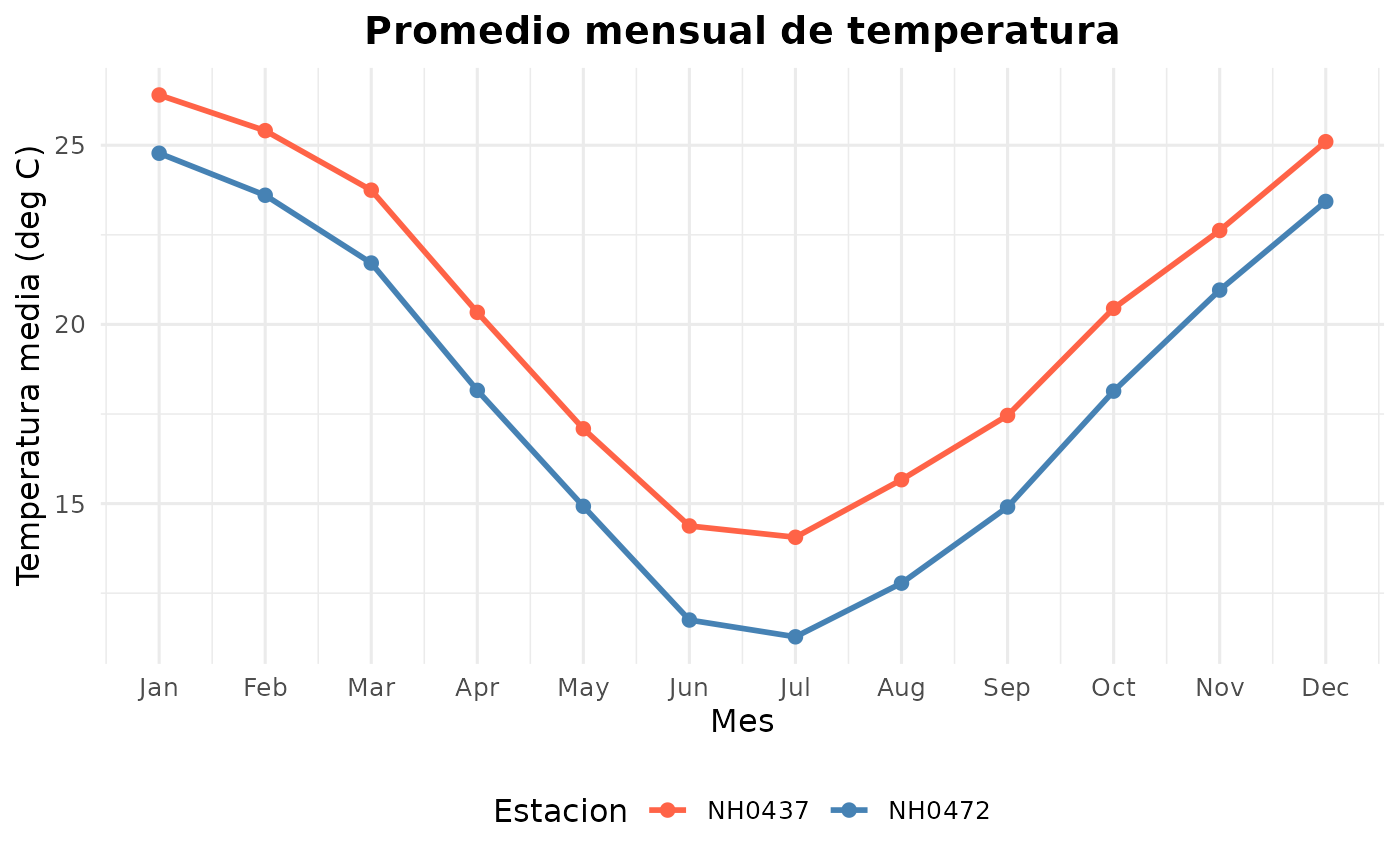 Promedio mensual de temperatura
Temperatura media (deg C)
25
20
15
Jan Feb Mar Apr May Jun Jul Aug Sep Oct Nov Dec
Mes
Estacion NH0437 NH0472